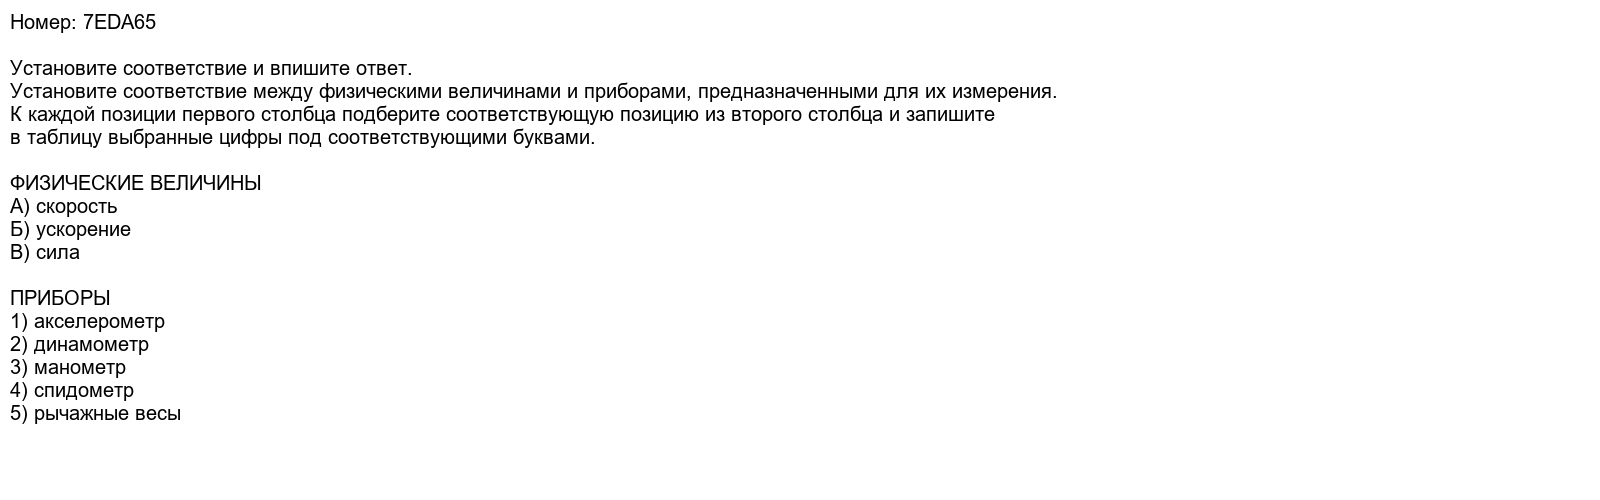 Номер: 7EDA65
Установите соответствие и впишите ответ.
Установите соответствие между физическими величинами и приборами, предназначенными для их измерения.
К каждой позиции первого столбца подберите соответствующую позицию из второго столбца и запишите
в таблицу выбранные цифры под соответствующими буквами.
ФИЗИЧЕСКИЕ ВЕЛИЧИНЫ
А) скорость
Б) ускорение
В) сила
ПРИБОРЫ
1) акселерометр
2) динамометр
3) манометр
4) спидометр
5) рычажные весы